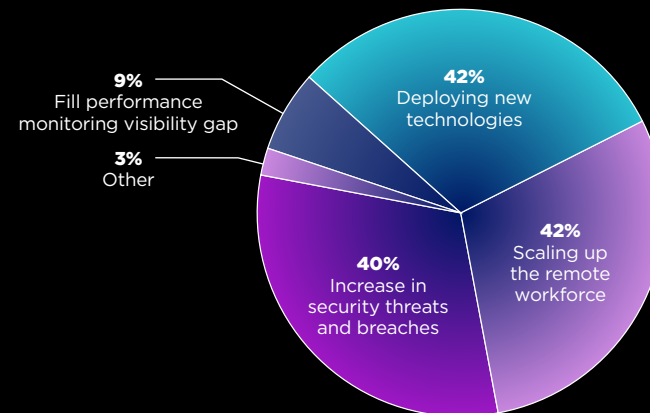 42%
Deploying new
technologies
9%
Fill performance
monitoring visibility gap
3%
Other
42%
Scaling up
the remote
workforce
40%
Increase in
security threats
and breaches